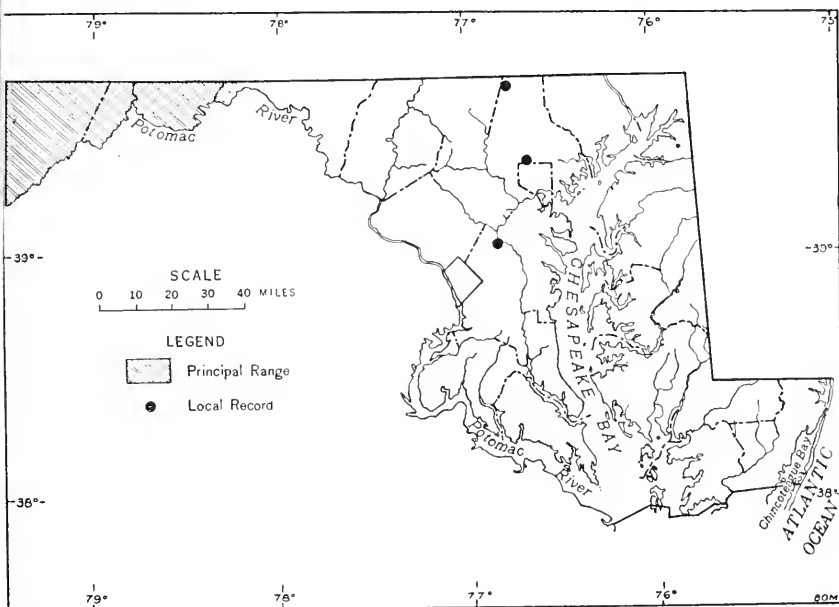 79° 78° 77° 76° 75°
Potomac
River
-39°- -39°
SCALE
0 10 20 30 40 MILES
LEGEND
Principal Range
Local Record
CHESAPEAKE BAY
Potomac
River
Chincoteague Bay
ATLANTIC
OCEAN
-38°- -38°
79° 78° 77° 76° BDM